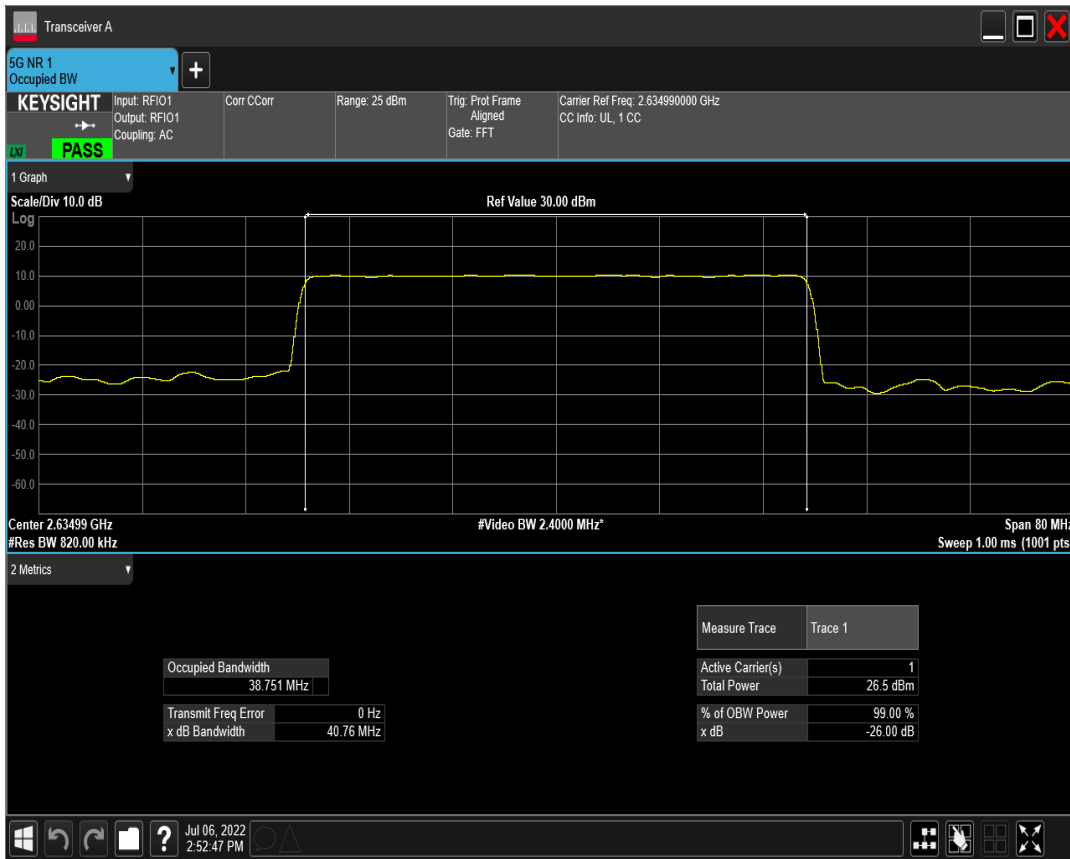 Transceiver A
5G NR 1
Occupied BW
+
KEYSIGHT
LXI
PASS
Input: RFIO1
Output: RFIO1
Coupling: AC
Corr CCorr
Range: 25 dBm
Trig: Prot Frame
Aligned
Gate: FFT
Carrier Ref Freq: 2.634990000 GHz
CC Info: UL, 1 CC
1 Graph
Scale/Div 10.0 dB
Ref Value 30.00 dBm
Log
20.0
10.0
0.00
-10.0
-20.0
-30.0
-40.0
-50.0
-60.0
Center 2.63499 GHz
#Video BW 2.4000 MHz*
Span 80 MHz
#Res BW 820.00 kHz
Sweep 1.00 ms (1001 pts
2 Metrics
Measure Trace Trace 1
Occupied Bandwidth
38.751 MHz
Active Carrier(s) 1
Total Power 26.5 dBm
Transmit Freq Error 0 Hz
x dB Bandwidth 40.76 MHz
% of OBW Power 99.00 %
x dB -26.00 dB
?
Jul 06, 2022
2:52:47 PM